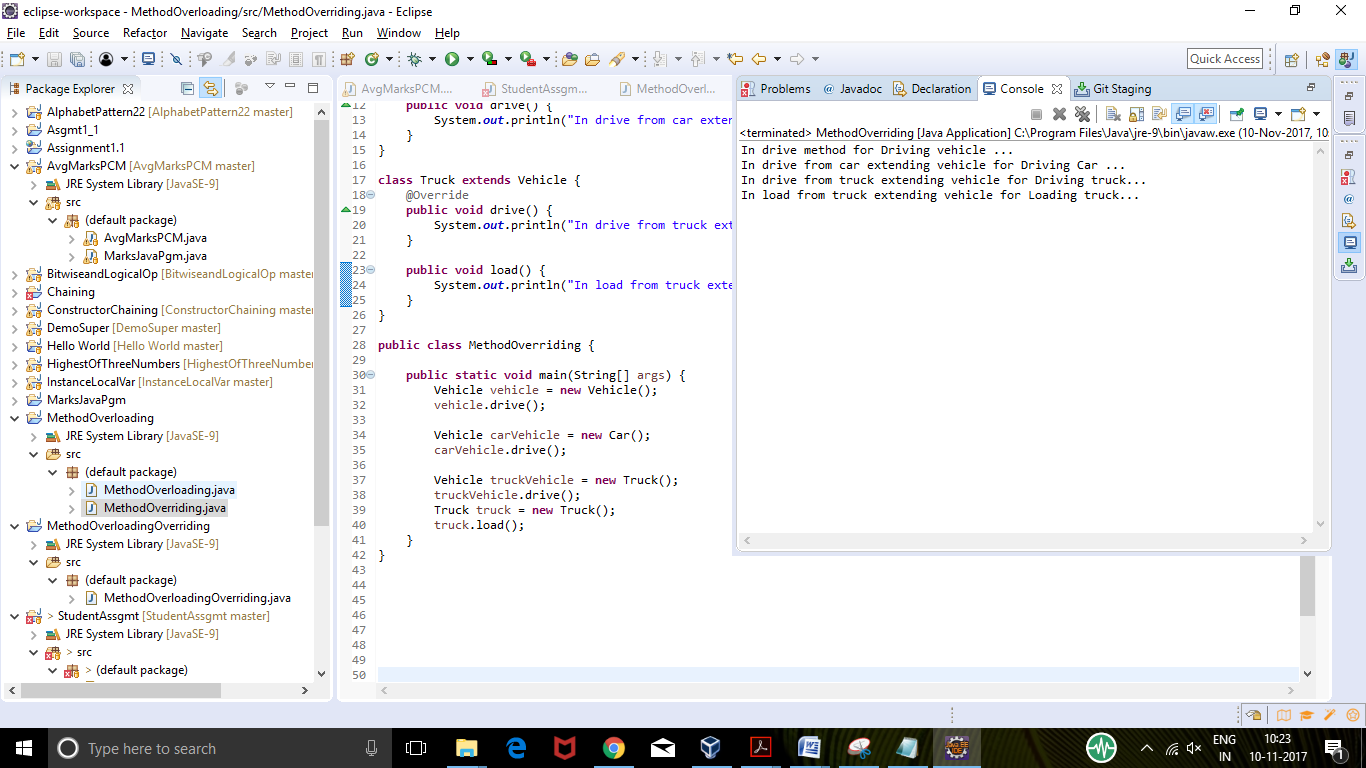 eclipse-workspace - MethodOverloading/src/MethodOverriding.java - Eclipse
File Edit Source Refactor Navigate Search Project Run Window Help
Quick Access
Package Explorer
AlphabetPattern22 [AlphabetPattern22 master]
Asgmt1_1
Assignment1.1
AvgMarksPCM [AvgMarksPCM master]
JRE System Library [JavaSE-9]
src
(default package)
AvgMarksPCM.java
MarksJavaPgm.java
BitwiseandLogicalOp [BitwiseandLogicalOp master
Chaining
ConstructorChaining [ConstructorChaining master
DemoSuper [DemoSuper master]
Hello World [Hello World master]
HighestOfThreeNumbers [HighestOfThreeNumber
InstanceLocalVar [InstanceLocalVar master]
MarksJavaPgm
MethodOverloading
JRE System Library [JavaSE-9]
src
(default package)
MethodOverloading.java
MethodOverriding.java
MethodOverloadingOverriding
JRE System Library [JavaSE-9]
src
(default package)
MethodOverloadingOverriding.java
> StudentAssgmt [StudentAssgmt master]
JRE System Library [JavaSE-9]
> src
> (default package)
AvgMarksPCM.... StudentAssgm... MethodOverl...
12 public void drive() {
13 System.out.println("In drive from car exten
14 }
15 }
16
17 class Truck extends Vehicle {
18 @Override
19 public void drive() {
20 System.out.println("In drive from truck ext
21 }
22
23 public void load() {
24 System.out.println("In load from truck exte
25 }
26 }
27
28 public class MethodOverriding {
29
30 public static void main(String[] args) {
31 Vehicle vehicle = new Vehicle();
32 vehicle.drive();
33
34 Vehicle carVehicle = new Car();
35 carVehicle.drive();
36
37 Vehicle truckVehicle = new Truck();
38 truckVehicle.drive();
39 Truck truck = new Truck();
40 truck.load();
41 }
42 }
43
44
45
46
47
48
49
50
Problems @ Javadoc Declaration Console Git Staging
<terminated> MethodOverriding [Java Application] C:\Program Files\Java\jre-9\bin\javaw.exe (10-Nov-2017, 10
In drive method for Driving vehicle ...
In drive from car extending vehicle for Driving Car ...
In drive from truck extending vehicle for Driving truck...
In load from truck extending vehicle for Loading truck...
Type here to search
ENG
IN
10:23
10-11-2017
1